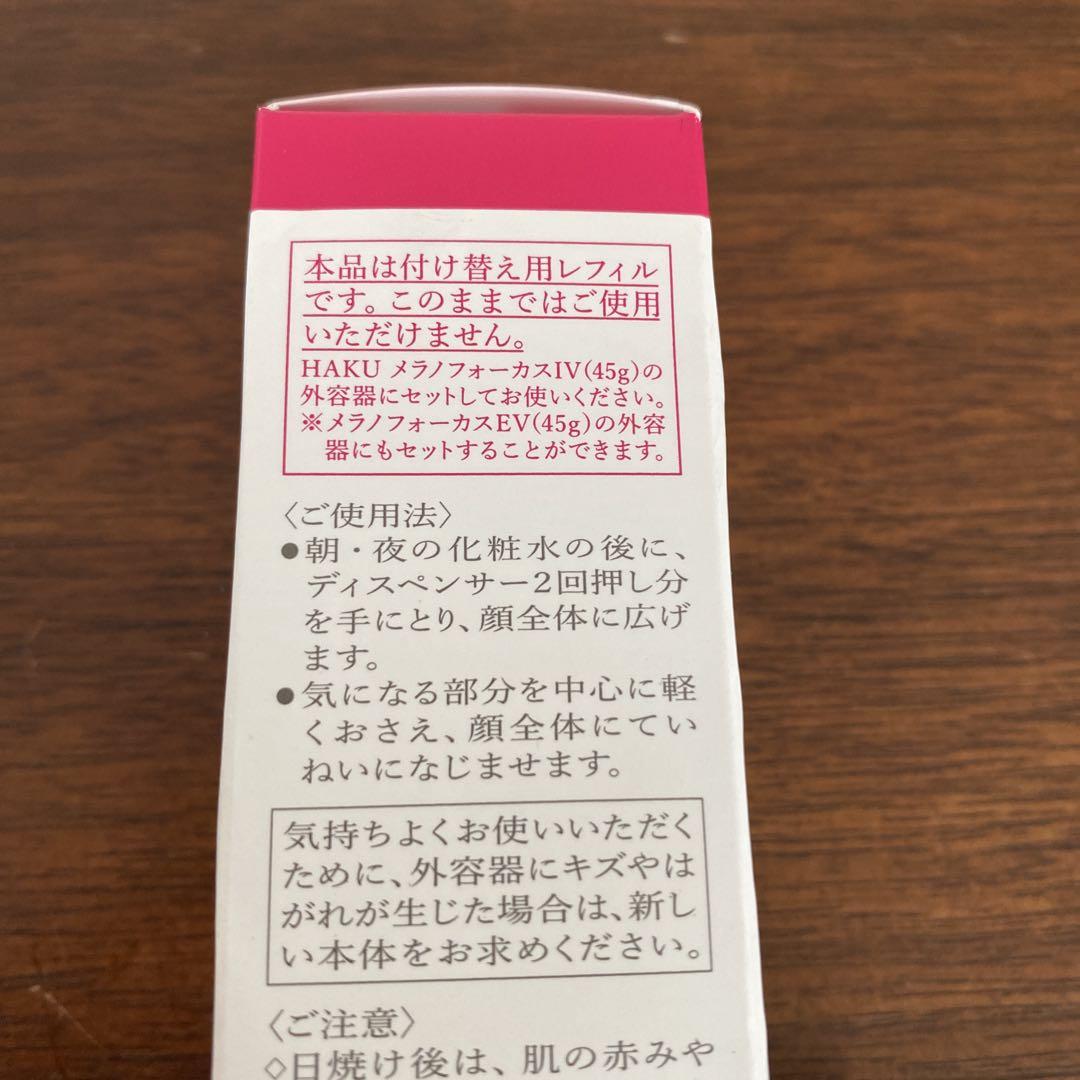 本品は付け替え用レフィル
です。このままではご使用
いただけません。
HAKU メラノフォーカスIV(45g)の
外容器にセットしてお使いください。
※メラノフォーカスEV(45g)の外容
器にもセットすることができます。
〈ご使用法〉
●朝・夜の化粧水の後に、
ディスペンサー2回押し分
を手にとり、顔全体に広げ
ます。
●気になる部分を中心に軽
くおさえ、顔全体にてい
ねいになじませます。
気持ちよくお使いいただく
ために、外容器にキズやは
がれが生じた場合は、新し
い本体をお求めください。
〈ご注意〉
◇日焼け後は、肌の赤みや